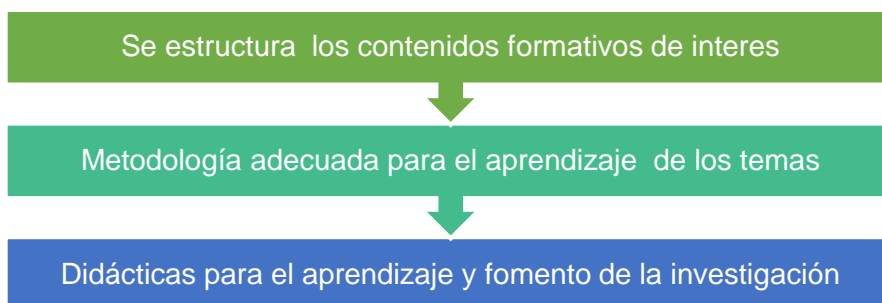 Se estructura  los contenidos formativos de interes
Metodología adecuada para el aprendizaje  de los temas
Didácticas para el aprendizaje y fomento de la investigación